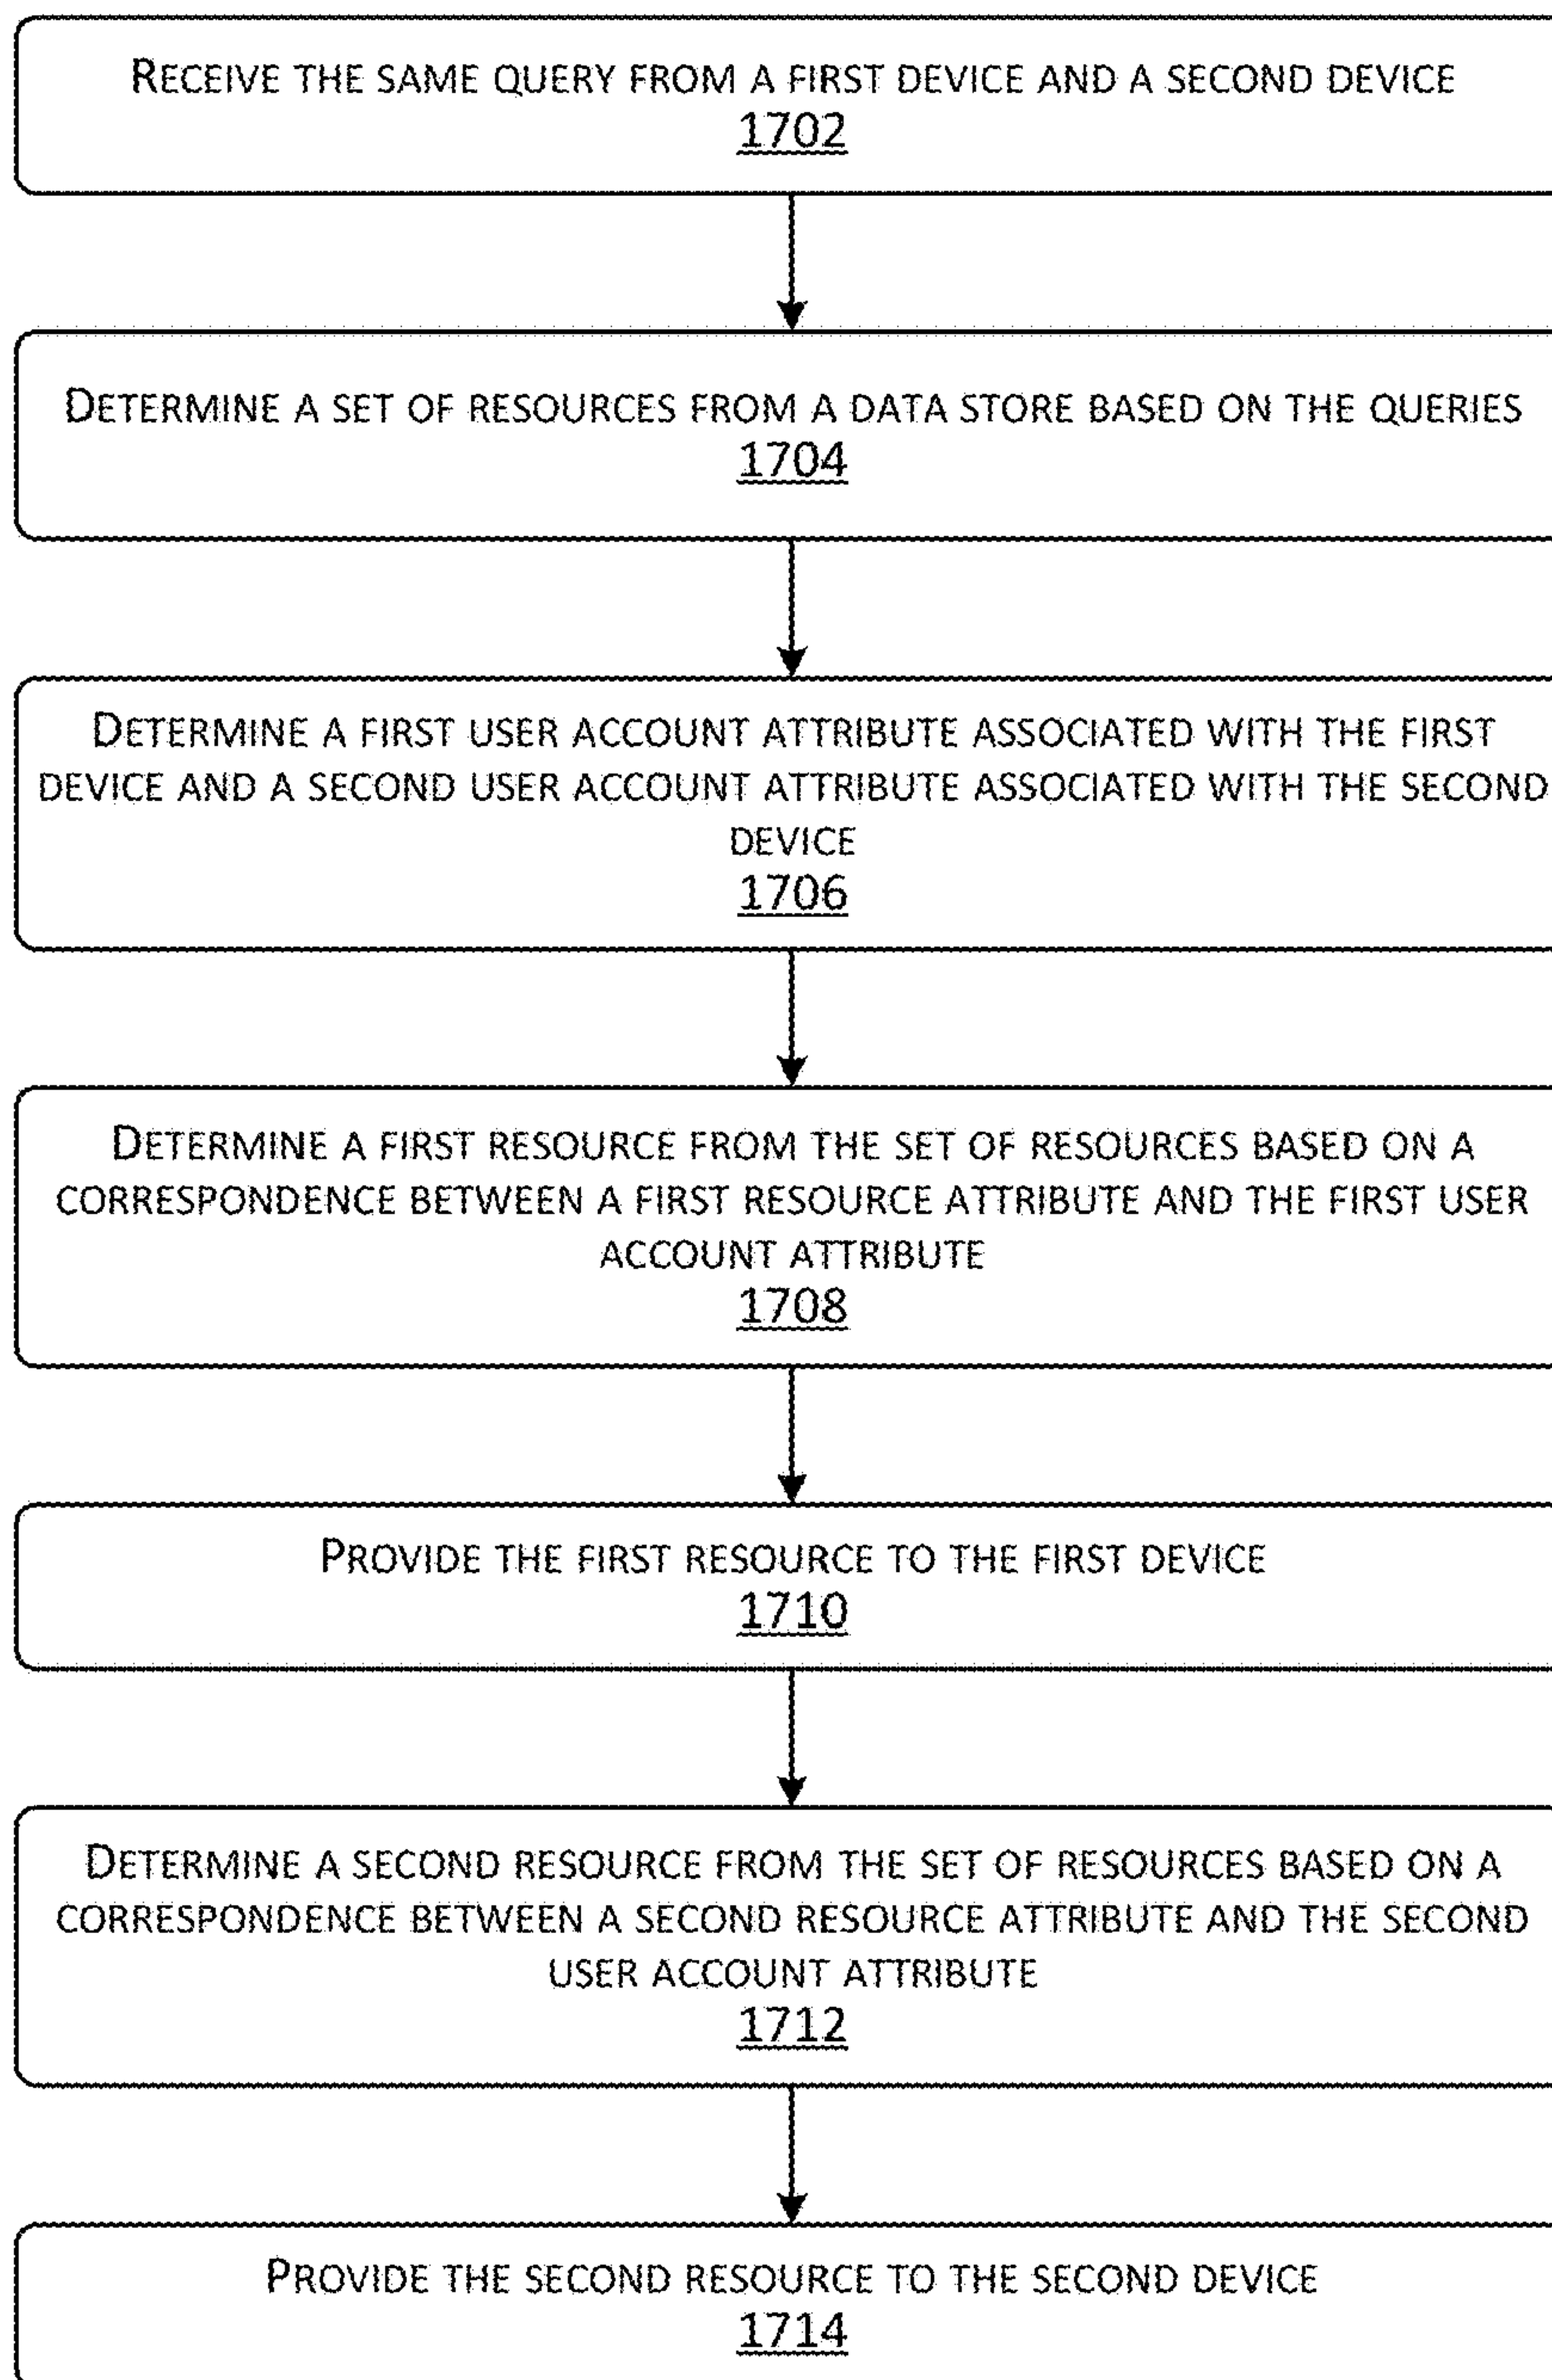 RECEIVE THE SAME QUERY FROM A FIRST DEVICE AND A SECOND DEVICE
1702
DETERMINE A SET OF RESOURCES FROM A DATA STORE BASED ON THE QUERIES
1704
DETERMINE A FIRST USER ACCOUNT ATTRIBUTE ASSOCIATED WITH THE FIRST
DEVICE AND A SECOND USER ACCOUNT ATTRIBUTE ASSOCIATED WITH THE SECOND
DEVICE
1706
DETERMINE A FIRST RESOURCE FROM THE SET OF RESOURCES BASED ON A
CORRESPONDENCE BETWEEN A FIRST RESOURCE ATTRIBUTE AND THE FIRST USER
ACCOUNT ATTRIBUTE
1708
PROVIDE THE FIRST RESOURCE TO THE FIRST DEVICE
1710
DETERMINE A SECOND RESOURCE FROM THE SET OF RESOURCES BASED ON A
CORRESPONDENCE BETWEEN A SECOND RESOURCE ATTRIBUTE AND THE SECOND
USER ACCOUNT ATTRIBUTE
1712
PROVIDE THE SECOND RESOURCE TO THE SECOND DEVICE
1714